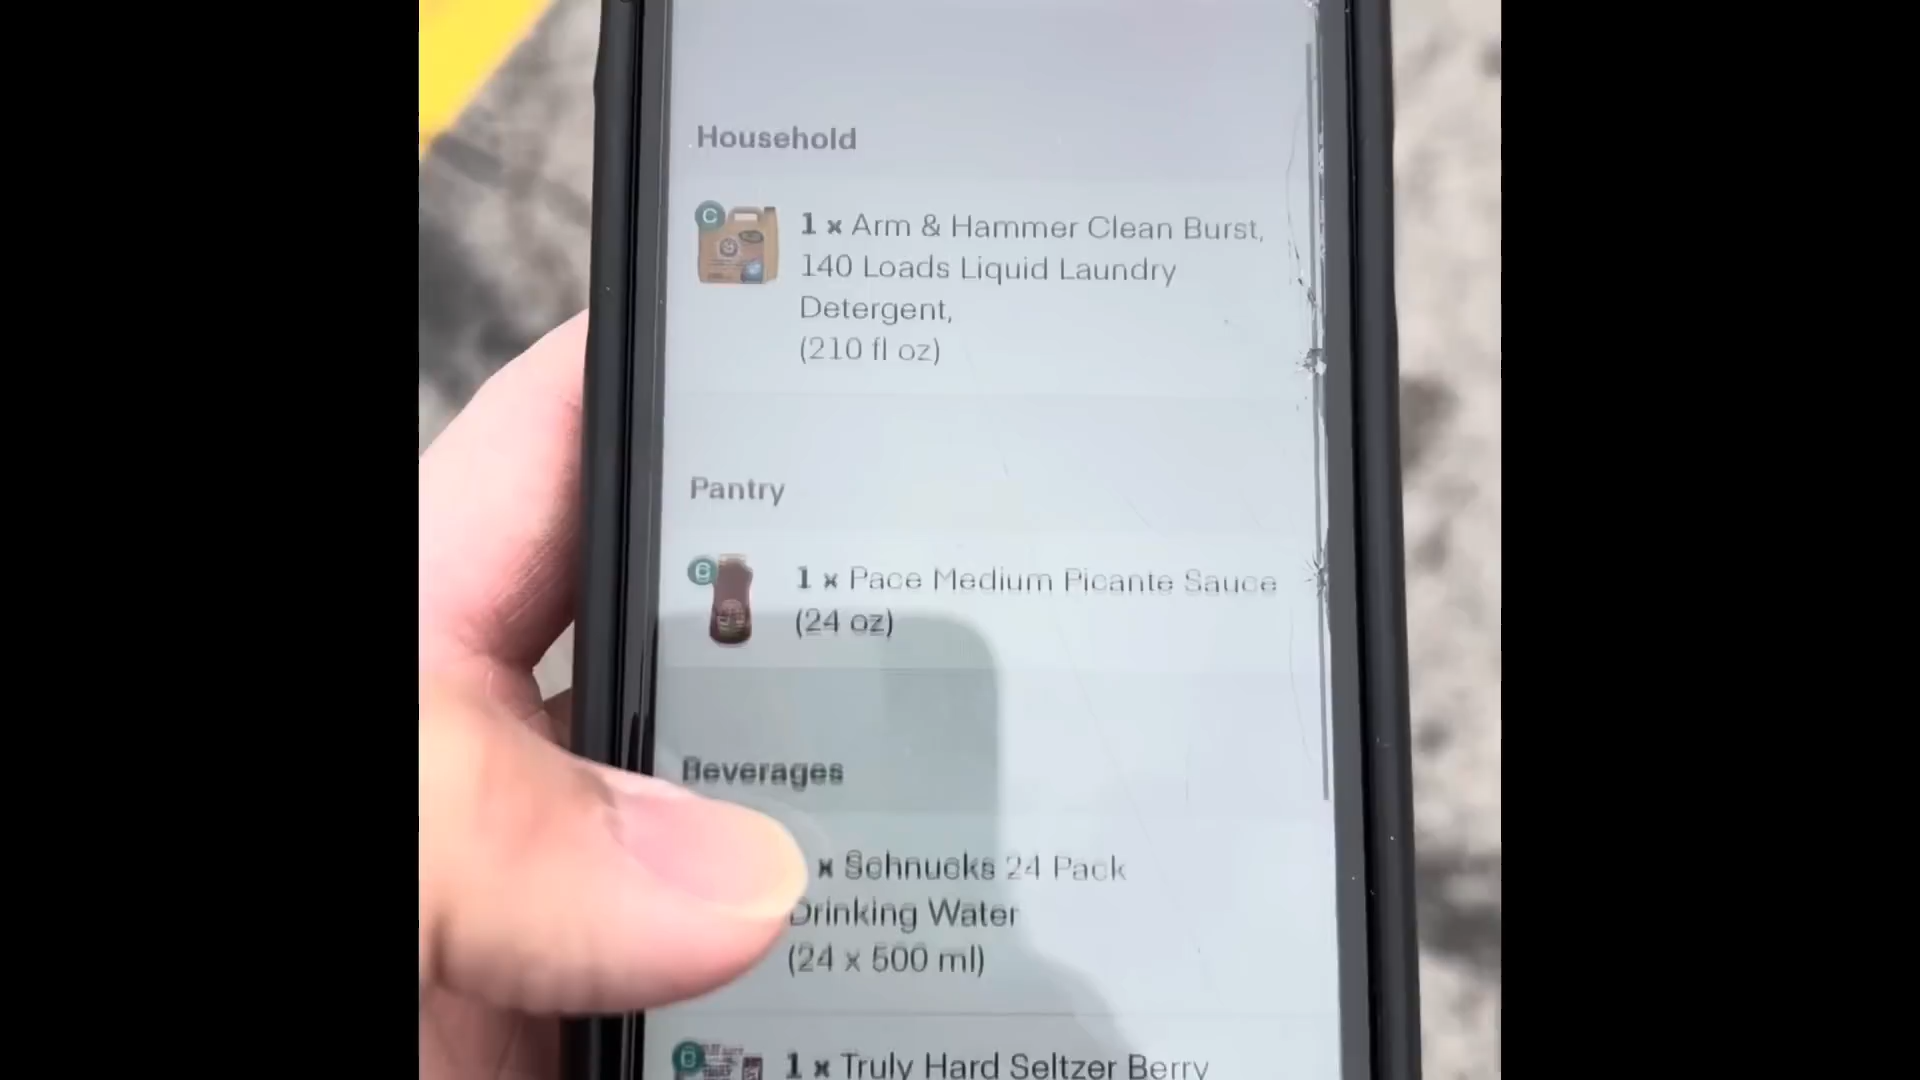 Household
C
1 x Arm & Hammer Clean Burst,
140 Loads Liquid Laundry
Detergent,
(210 fl oz)
Pantry
1 x Pace Medium Picante Sauce
(24 oz)
Beverages
x Schnucks 24 Pack
Drinking Water
(24 x 500 ml)
1 x Truly Hard Seltzer Berry